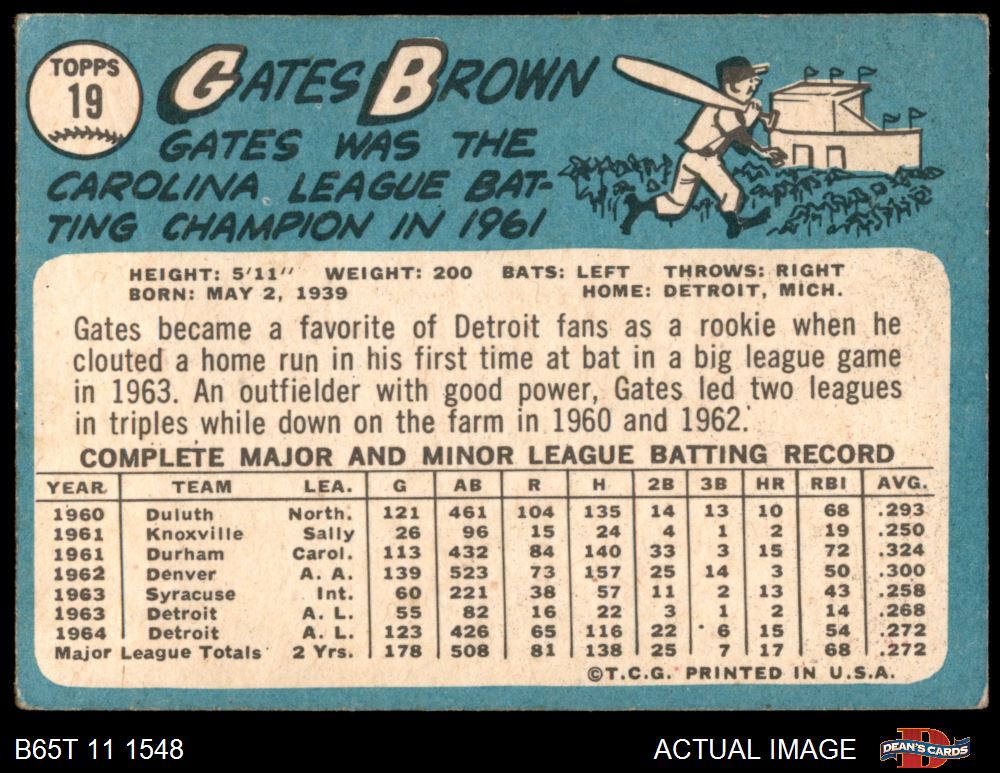 TOPPS
19
GATES BROWN
GATES WAS THE
CAROLINA LEAGUE BAT-
TING CHAMPION IN 1961
HEIGHT: 5'11" WEIGHT: 200 BATS: LEFT THROWS: RIGHT
BORN: MAY 2, 1939 HOME: DETROIT, MICH.
Gates became a favorite of Detroit fans as a rookie when he
clouted a home run in his first time at bat in a big league game
in 1963. An outfielder with good power, Gates led two leagues
in triples while down on the farm in 1960 and 1962.
COMPLETE MAJOR AND MINOR LEAGUE BATTING RECORD
YEAR TEAM LEA. G AB R H 2B 3B HR RBI AVG.
1960 Duluth North. 121 461 104 135 14 13 10 68 .293
1961 Knoxville Sally 26 96 15 24 4 1 2 19 .250
1961 Durham Carol. 113 432 84 140 33 3 15 72 .324
1962 Denver A. A. 139 523 73 157 25 14 3 50 .300
1963 Syracuse Int. 60 221 38 57 11 2 13 43 .258
1963 Detroit A. L. 55 82 16 22 3 1 2 14 .268
1964 Detroit A. L. 123 426 65 116 22 6 15 54 .272
Major League Totals 2 Yrs. 178 508 81 138 25 7 17 68 .272
©T.C.G. PRINTED IN U.S.A.
B65T 11 1548 ACTUAL IMAGE DEAN'S CARDS